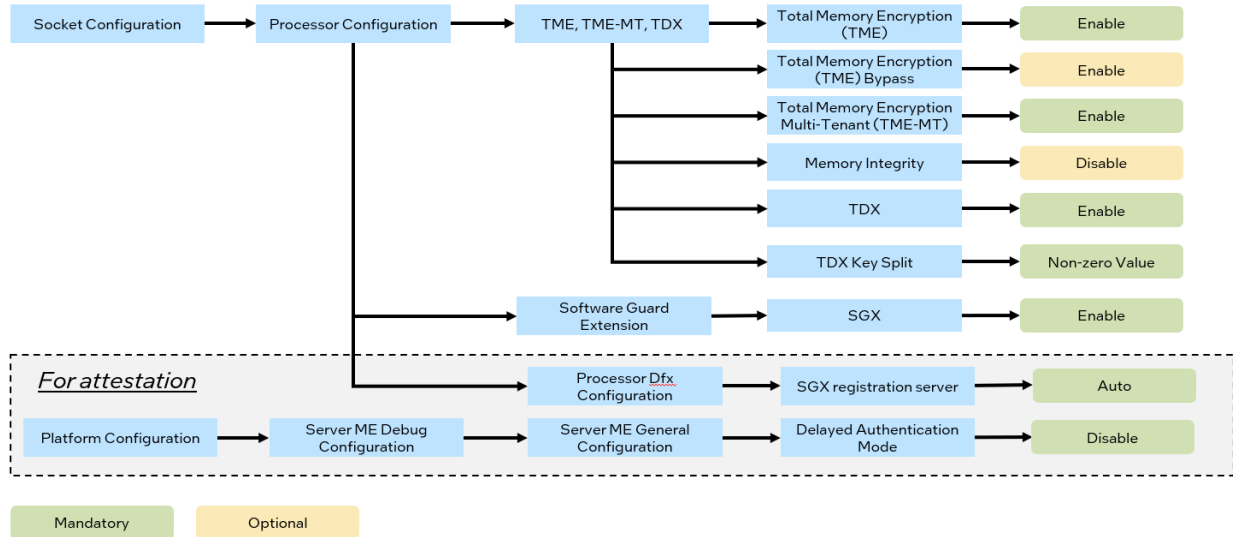 Socket Configuration
Processor Configuration
TME, TME-MT, TDX
Total Memory Encryption
(TME)
Enable
Total Memory Encryption
(TME) Bypass
Enable
Total Memory Encryption
Multi-Tenant (TME-MT)
Enable
Memory Integrity
Disable
TDX
Enable
TDX Key Split
Non-zero Value
Software Guard
Extension
SGX
Enable
For attestation
Processor Dfx
Configuration
SGX registration server
Auto
Platform Configuration
Server ME Debug
Configuration
Server ME General
Configuration
Delayed Authentication
Mode
Disable
Mandatory
Optional